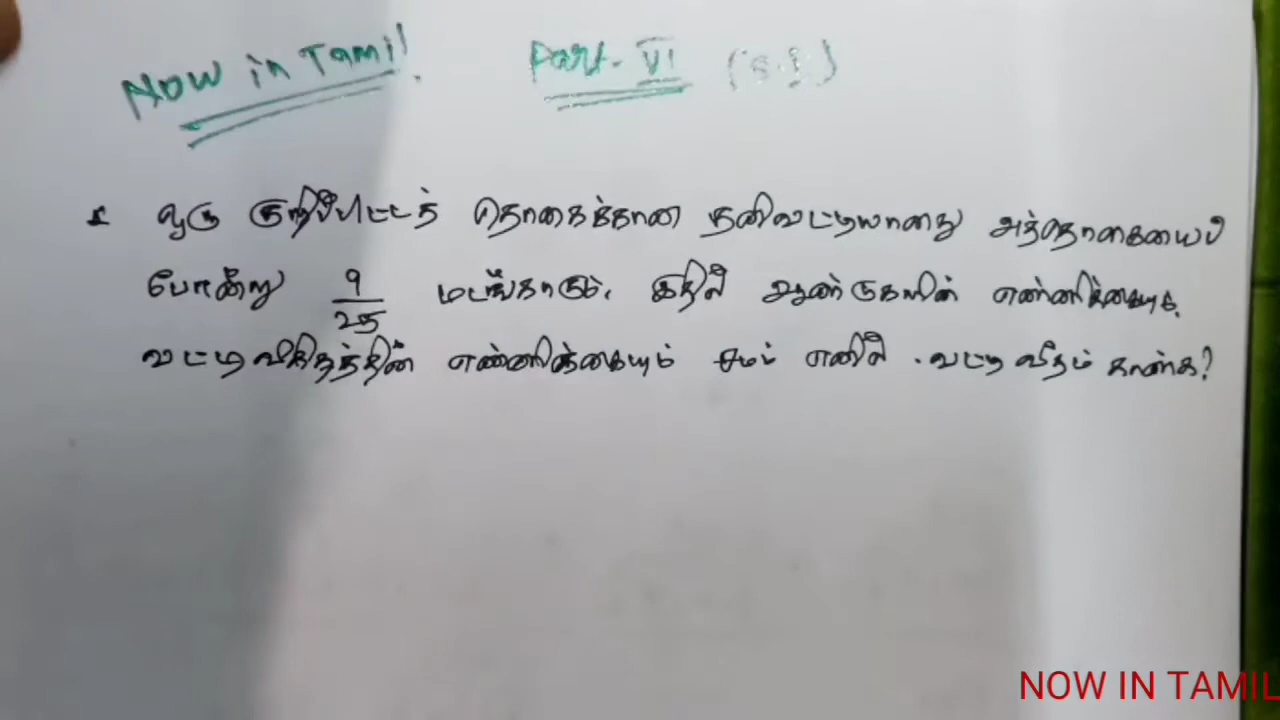 Now in Tamil. Part-VI (S.I)
1 ஒரு குறிப்பிட்டத் தொகைக்கான தனிவட்டியானது அத்தொகையைப்
போன்று 9/25 மடங்காகும். இதில் ஆண்டுகளின் எண்ணிக்கையும்
வட்டிவீதத்தின் எண்ணிக்கையும் சமம் எனில் வட்டிவீதம் காண்க?
NOW IN TAMIL